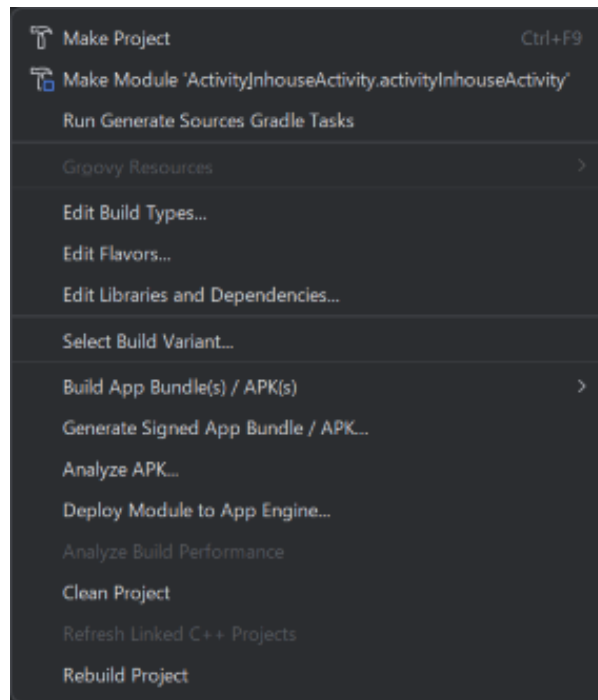 Make Project Ctrl+F9
Make Module 'ActivityInhouseActivity.activityInhouseActivity'
Run Generate Sources Gradle Tasks
Groovy Resources
Edit Build Types...
Edit Flavors...
Edit Libraries and Dependencies...
Select Build Variant...
Build App Bundle(s) / APK(s)
Generate Signed App Bundle / APK...
Analyze APK...
Deploy Module to App Engine...
Analyze Build Performance
Clean Project
Refresh Linked C++ Projects
Rebuild Project